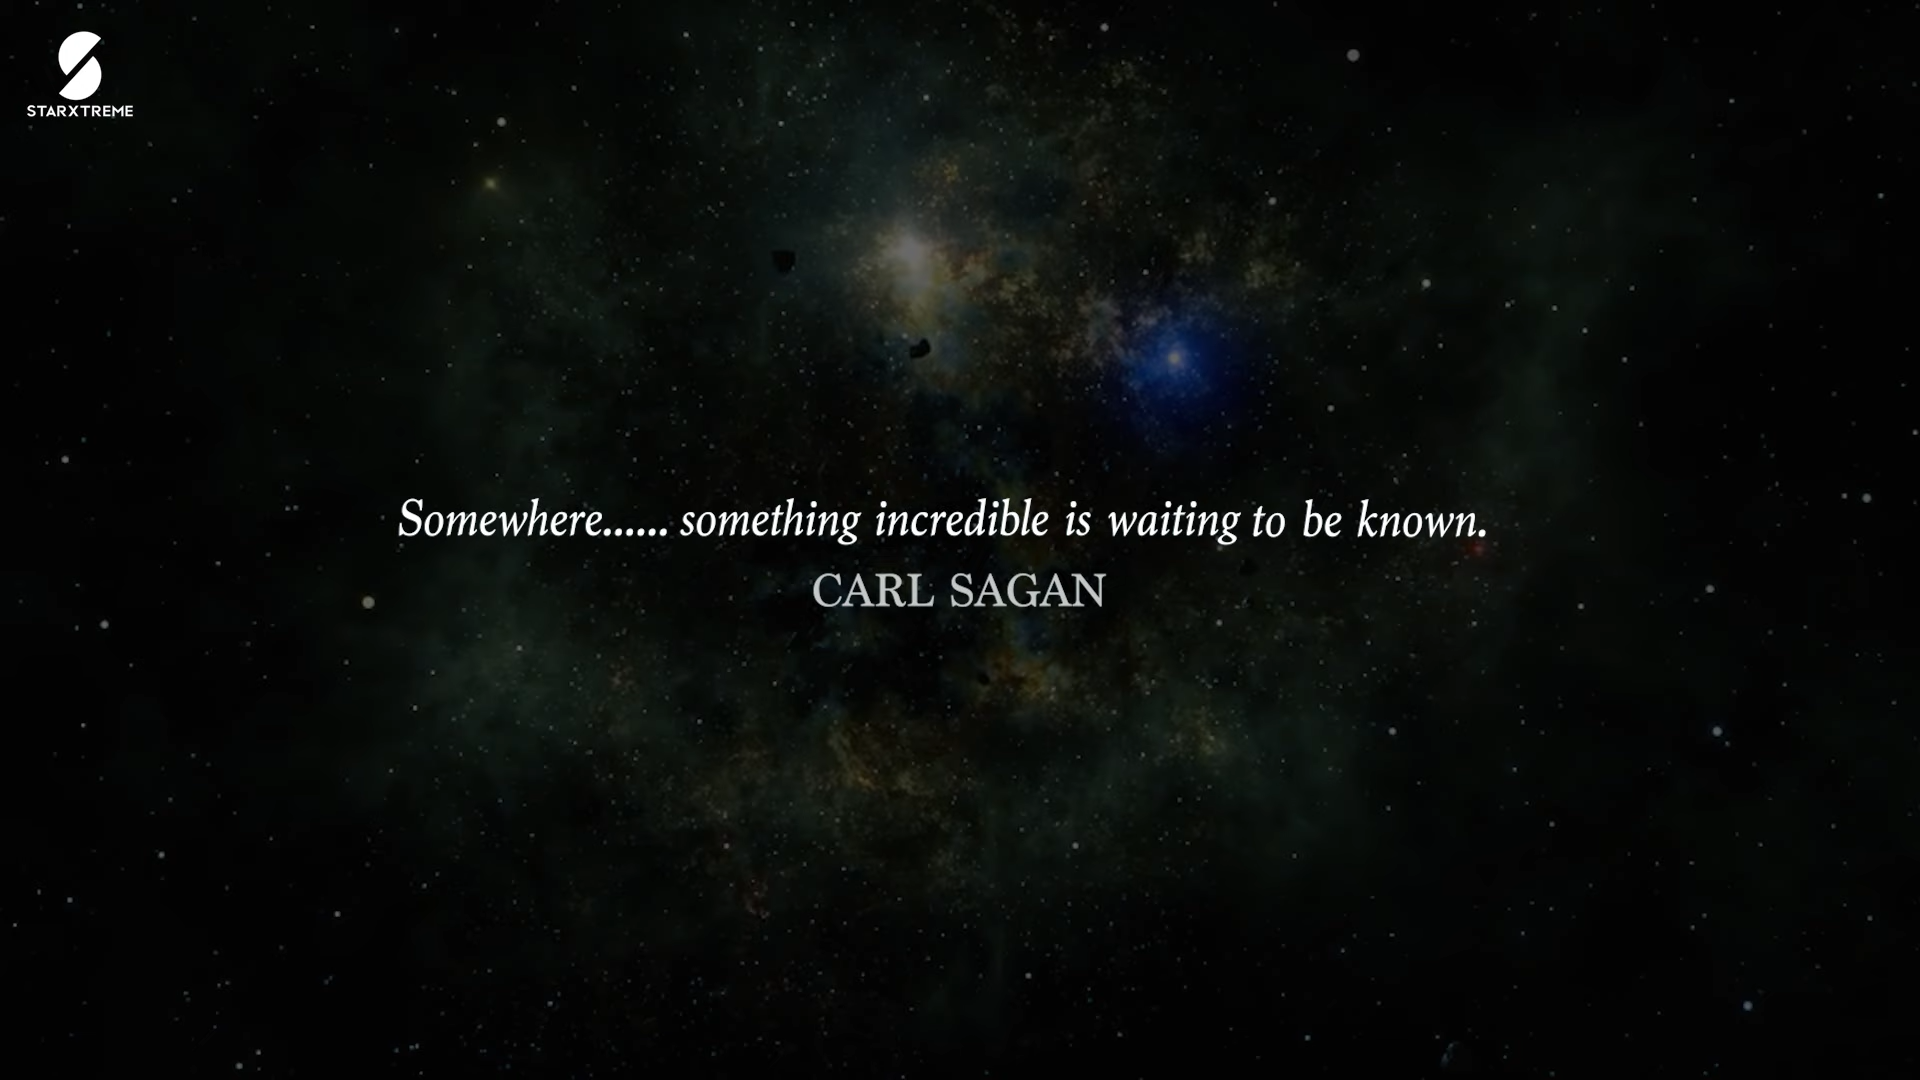 STARXTREME
Somewhere...... something incredible is waiting to be known.
CARL SAGAN